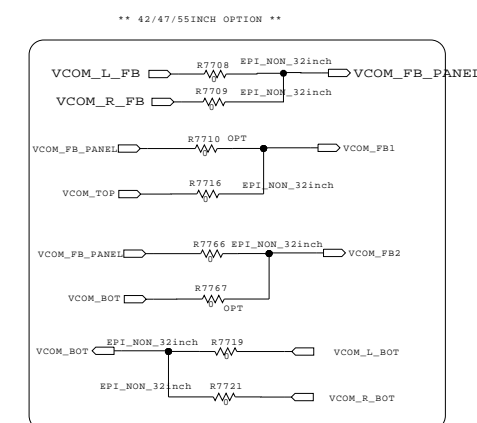 ** 42/47/55INCH OPTION **
R7708 EPI_NON_32inch
VCOM_L_FB 0 VCOM_FB_PANEL
R7709 EPI_NON_32inch
VCOM_R_FB 0
R7710 OPT
VCOM_FB_PANEL 0 VCOM_FB1
R7716 EPI_NON_32inch
VCOM_TOP 0
R7766 EPI_NON_32inch
VCOM_FB_PANEL 0 VCOM_FB2
R7767
VCOM_BOT 0
OPT
EPI_NON_32inch R7719
VCOM_BOT 0 VCOM_L_BOT
EPI_NON_32inch R7721
0 VCOM_R_BOT